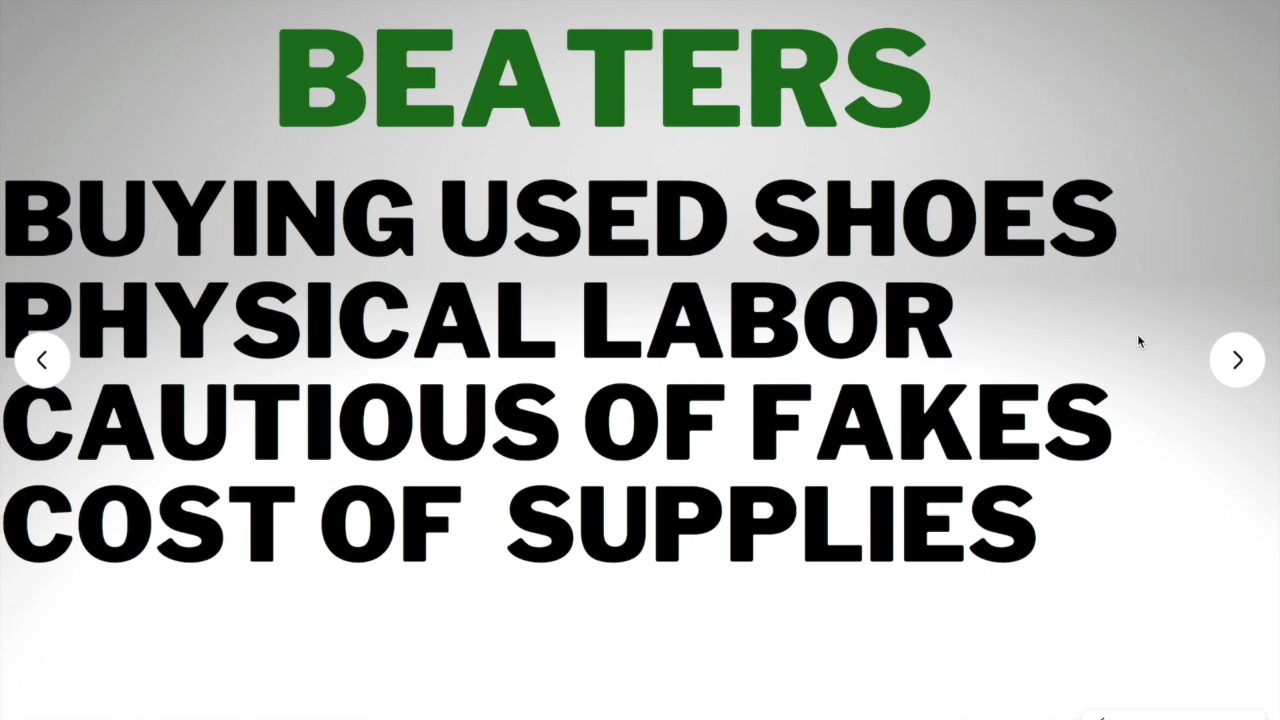 BEATERS
BUYING USED SHOES
PHYSICAL LABOR
CAUTIOUS OF FAKES
COST OF SUPPLIES